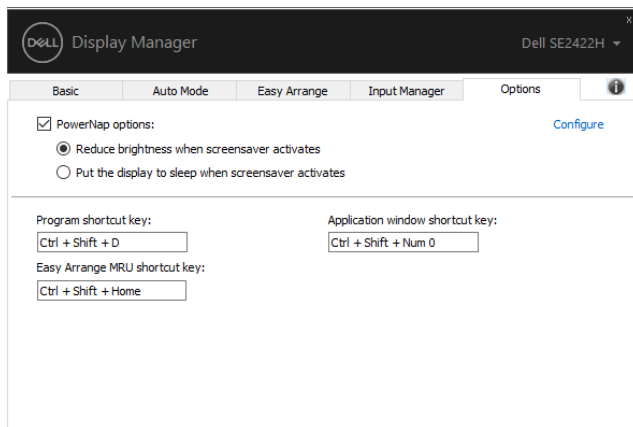 DELL Display Manager
Dell SE2422H
Basic Auto Mode Easy Arrange Input Manager Options
PowerNap options:
Configure
Reduce brightness when screensaver activates
Put the display to sleep when screensaver activates
Program shortcut key:
Application window shortcut key:
Ctrl + Shift + D
Ctrl + Shift + Num 0
Easy Arrange MRU shortcut key:
Ctrl + Shift + Home